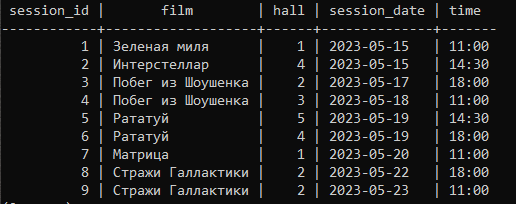 session_id | film | hall | session_date | time
------------+-------------------+------+--------------+-------
1 | Зеленая миля | 1 | 2023-05-15 | 11:00
2 | Интерстеллар | 4 | 2023-05-15 | 14:30
3 | Побег из Шоушенка | 2 | 2023-05-17 | 18:00
4 | Побег из Шоушенка | 3 | 2023-05-18 | 11:00
5 | Рататуй | 5 | 2023-05-19 | 14:30
6 | Рататуй | 4 | 2023-05-19 | 18:00
7 | Матрица | 1 | 2023-05-20 | 11:00
8 | Стражи Галлактики | 2 | 2023-05-22 | 18:00
9 | Стражи Галлактики | 2 | 2023-05-23 | 11:00